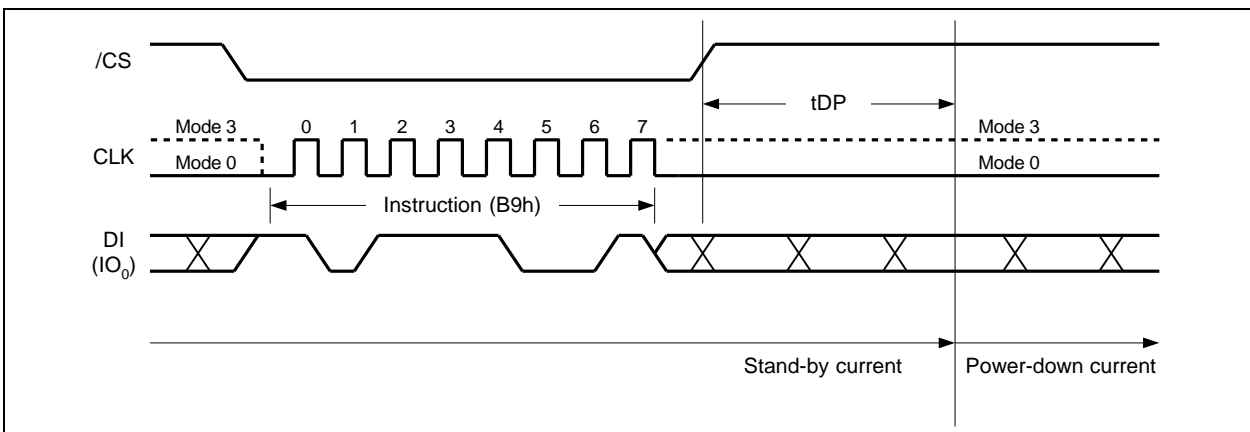 /CS
tDP
Mode 3 0 1 2 3 4 5 6 7 Mode 3
CLK
Mode 0 Mode 0
Instruction (B9h)
DI
(IO0)
Stand-by current Power-down current